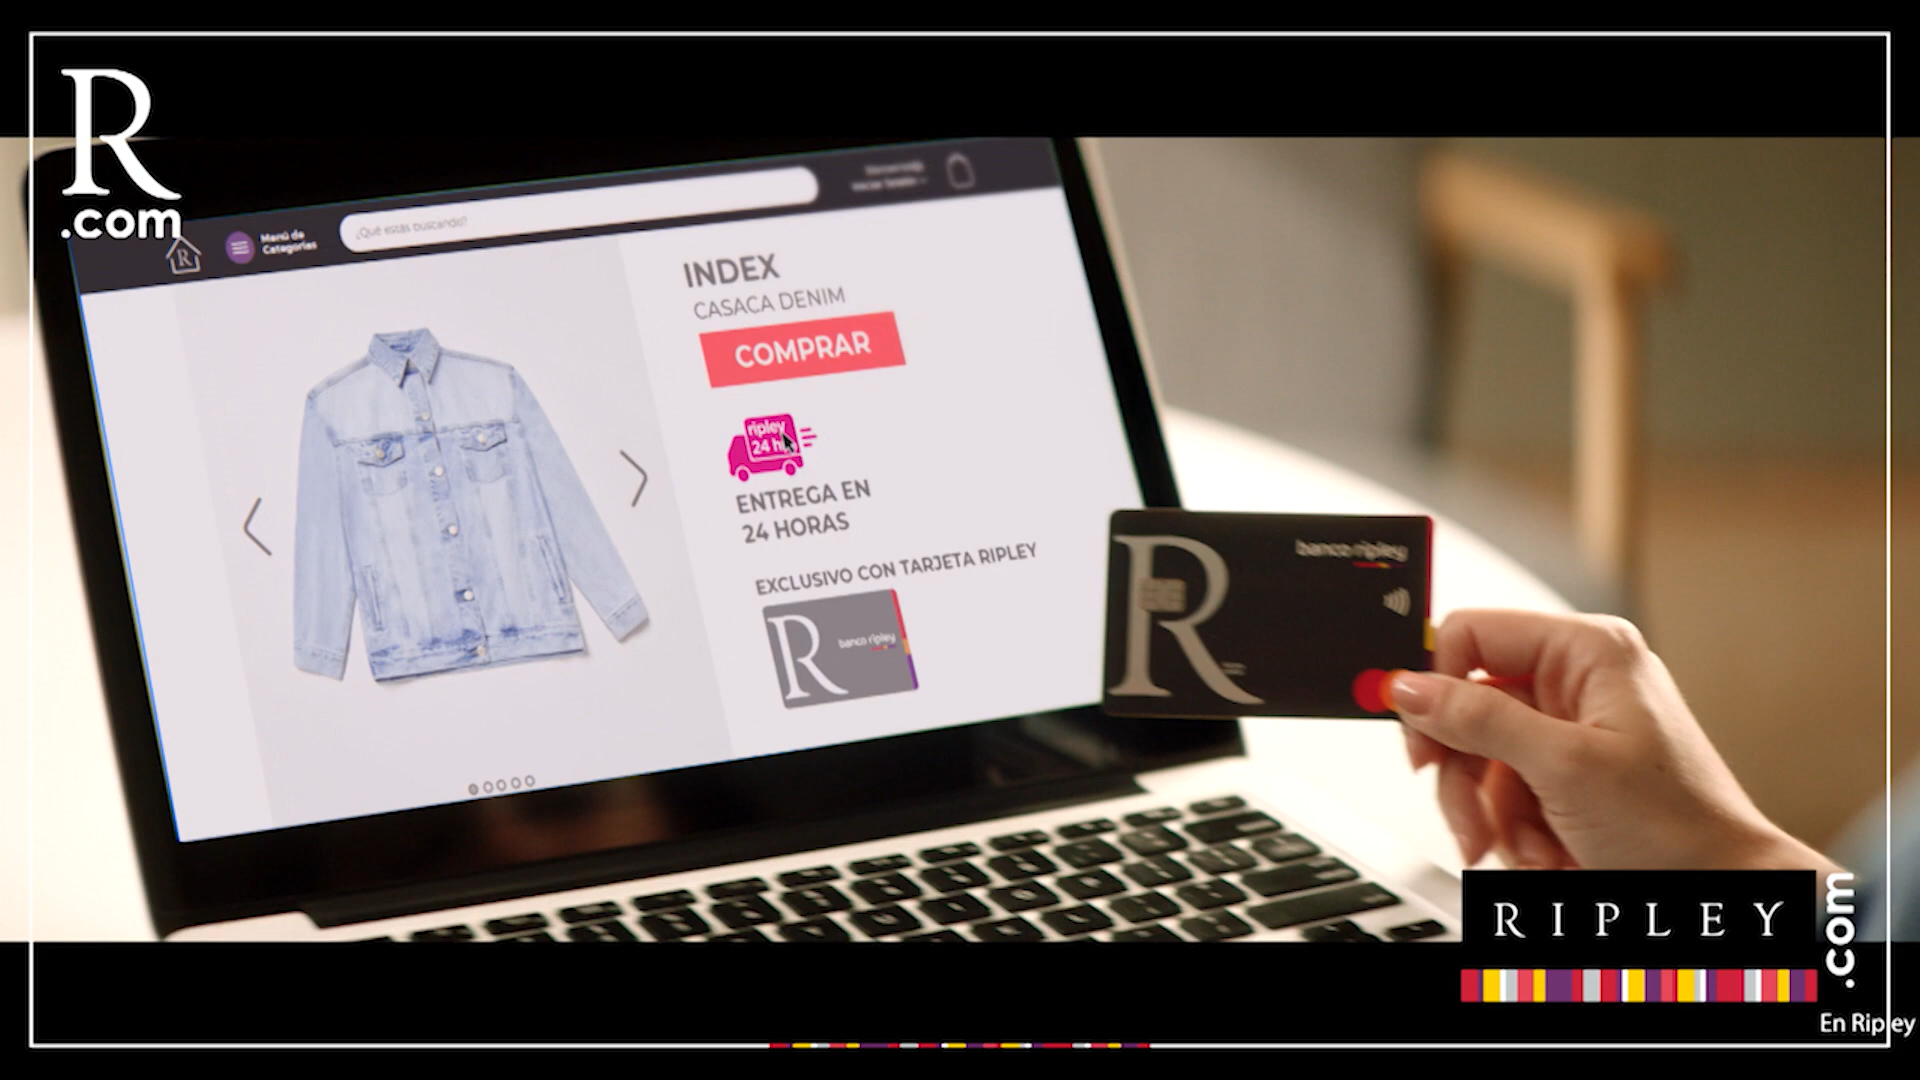 R
.com
R
Menú de
Categorías
¿Qué estás buscando?
INDEX
CASACA DENIM
COMPRAR
ripley
ENTREGA EN
24 HORAS
EXCLUSIVO CON TARJETA RIPLEY
R
banco ripley
R
banco ripley
RIPLEY
.com
En Ripley